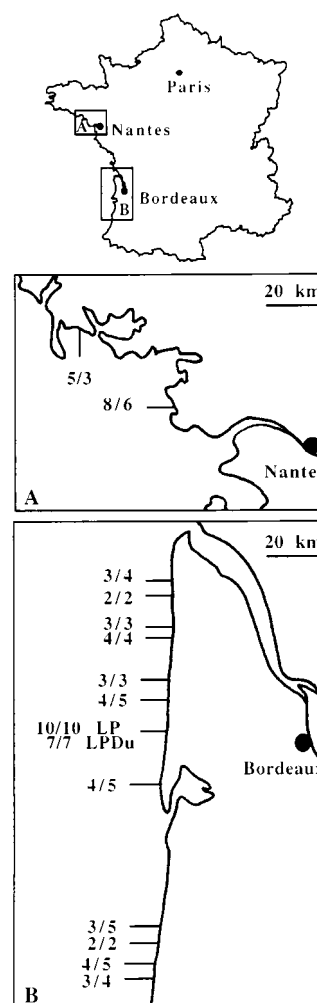 Paris
A Nantes
Bordeaux
B
20 km
5/3
8/6
Nante
A
20 km
3/4
2/2
3/3
4/4
3/3
4/5
10/10 LP
7/7 LPDu
Bordeaux
4/5
3/5
2/2
4/5
3/4
B